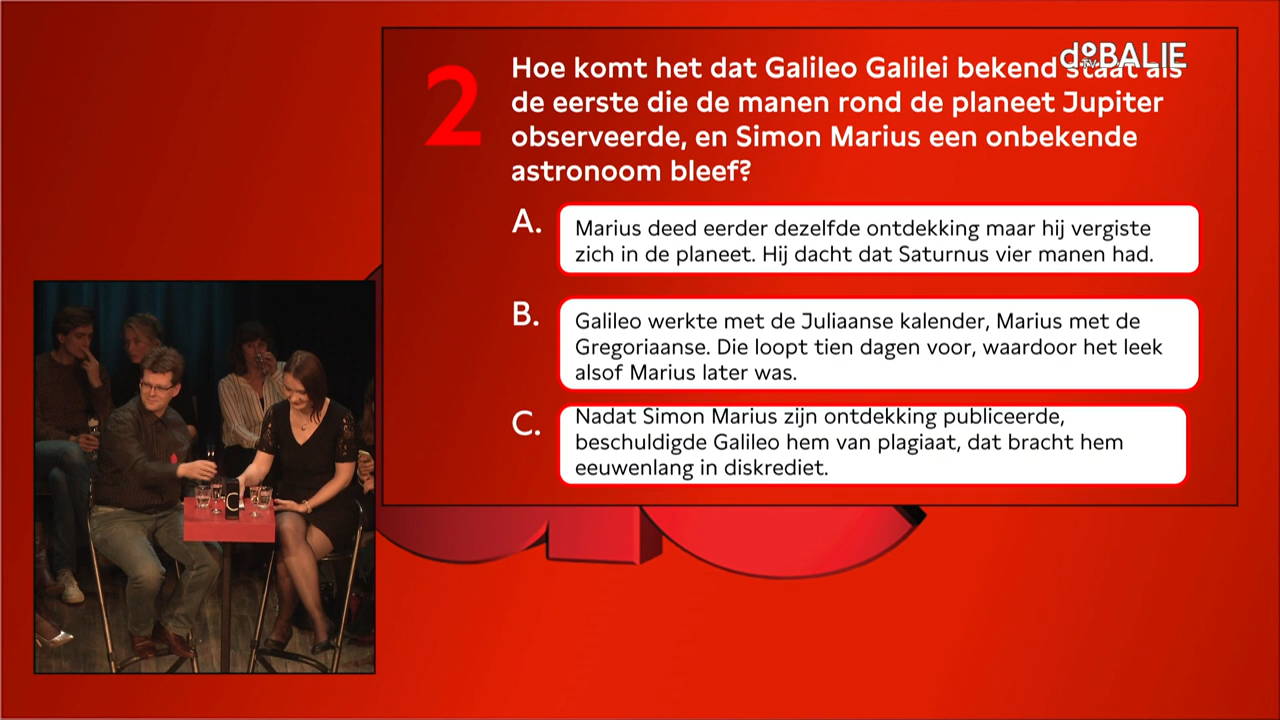 deBALIE
TV
2
Hoe komt het dat Galileo Galilei bekend staat als
de eerste die de manen rond de planeet Jupiter
observeerde, en Simon Marius een onbekende
astronoom bleef?
A.
Marius deed eerder dezelfde ontdekking maar hij vergiste
zich in de planeet. Hij dacht dat Saturnus vier manen had.
B.
Galileo werkte met de Juliaanse kalender, Marius met de
Gregoriaanse. Die loopt tien dagen voor, waardoor het leek
alsof Marius later was.
C.
Nadat Simon Marius zijn ontdekking publiceerde,
beschuldigde Galileo hem van plagiaat, dat bracht hem
eeuwenlang in diskrediet.
C